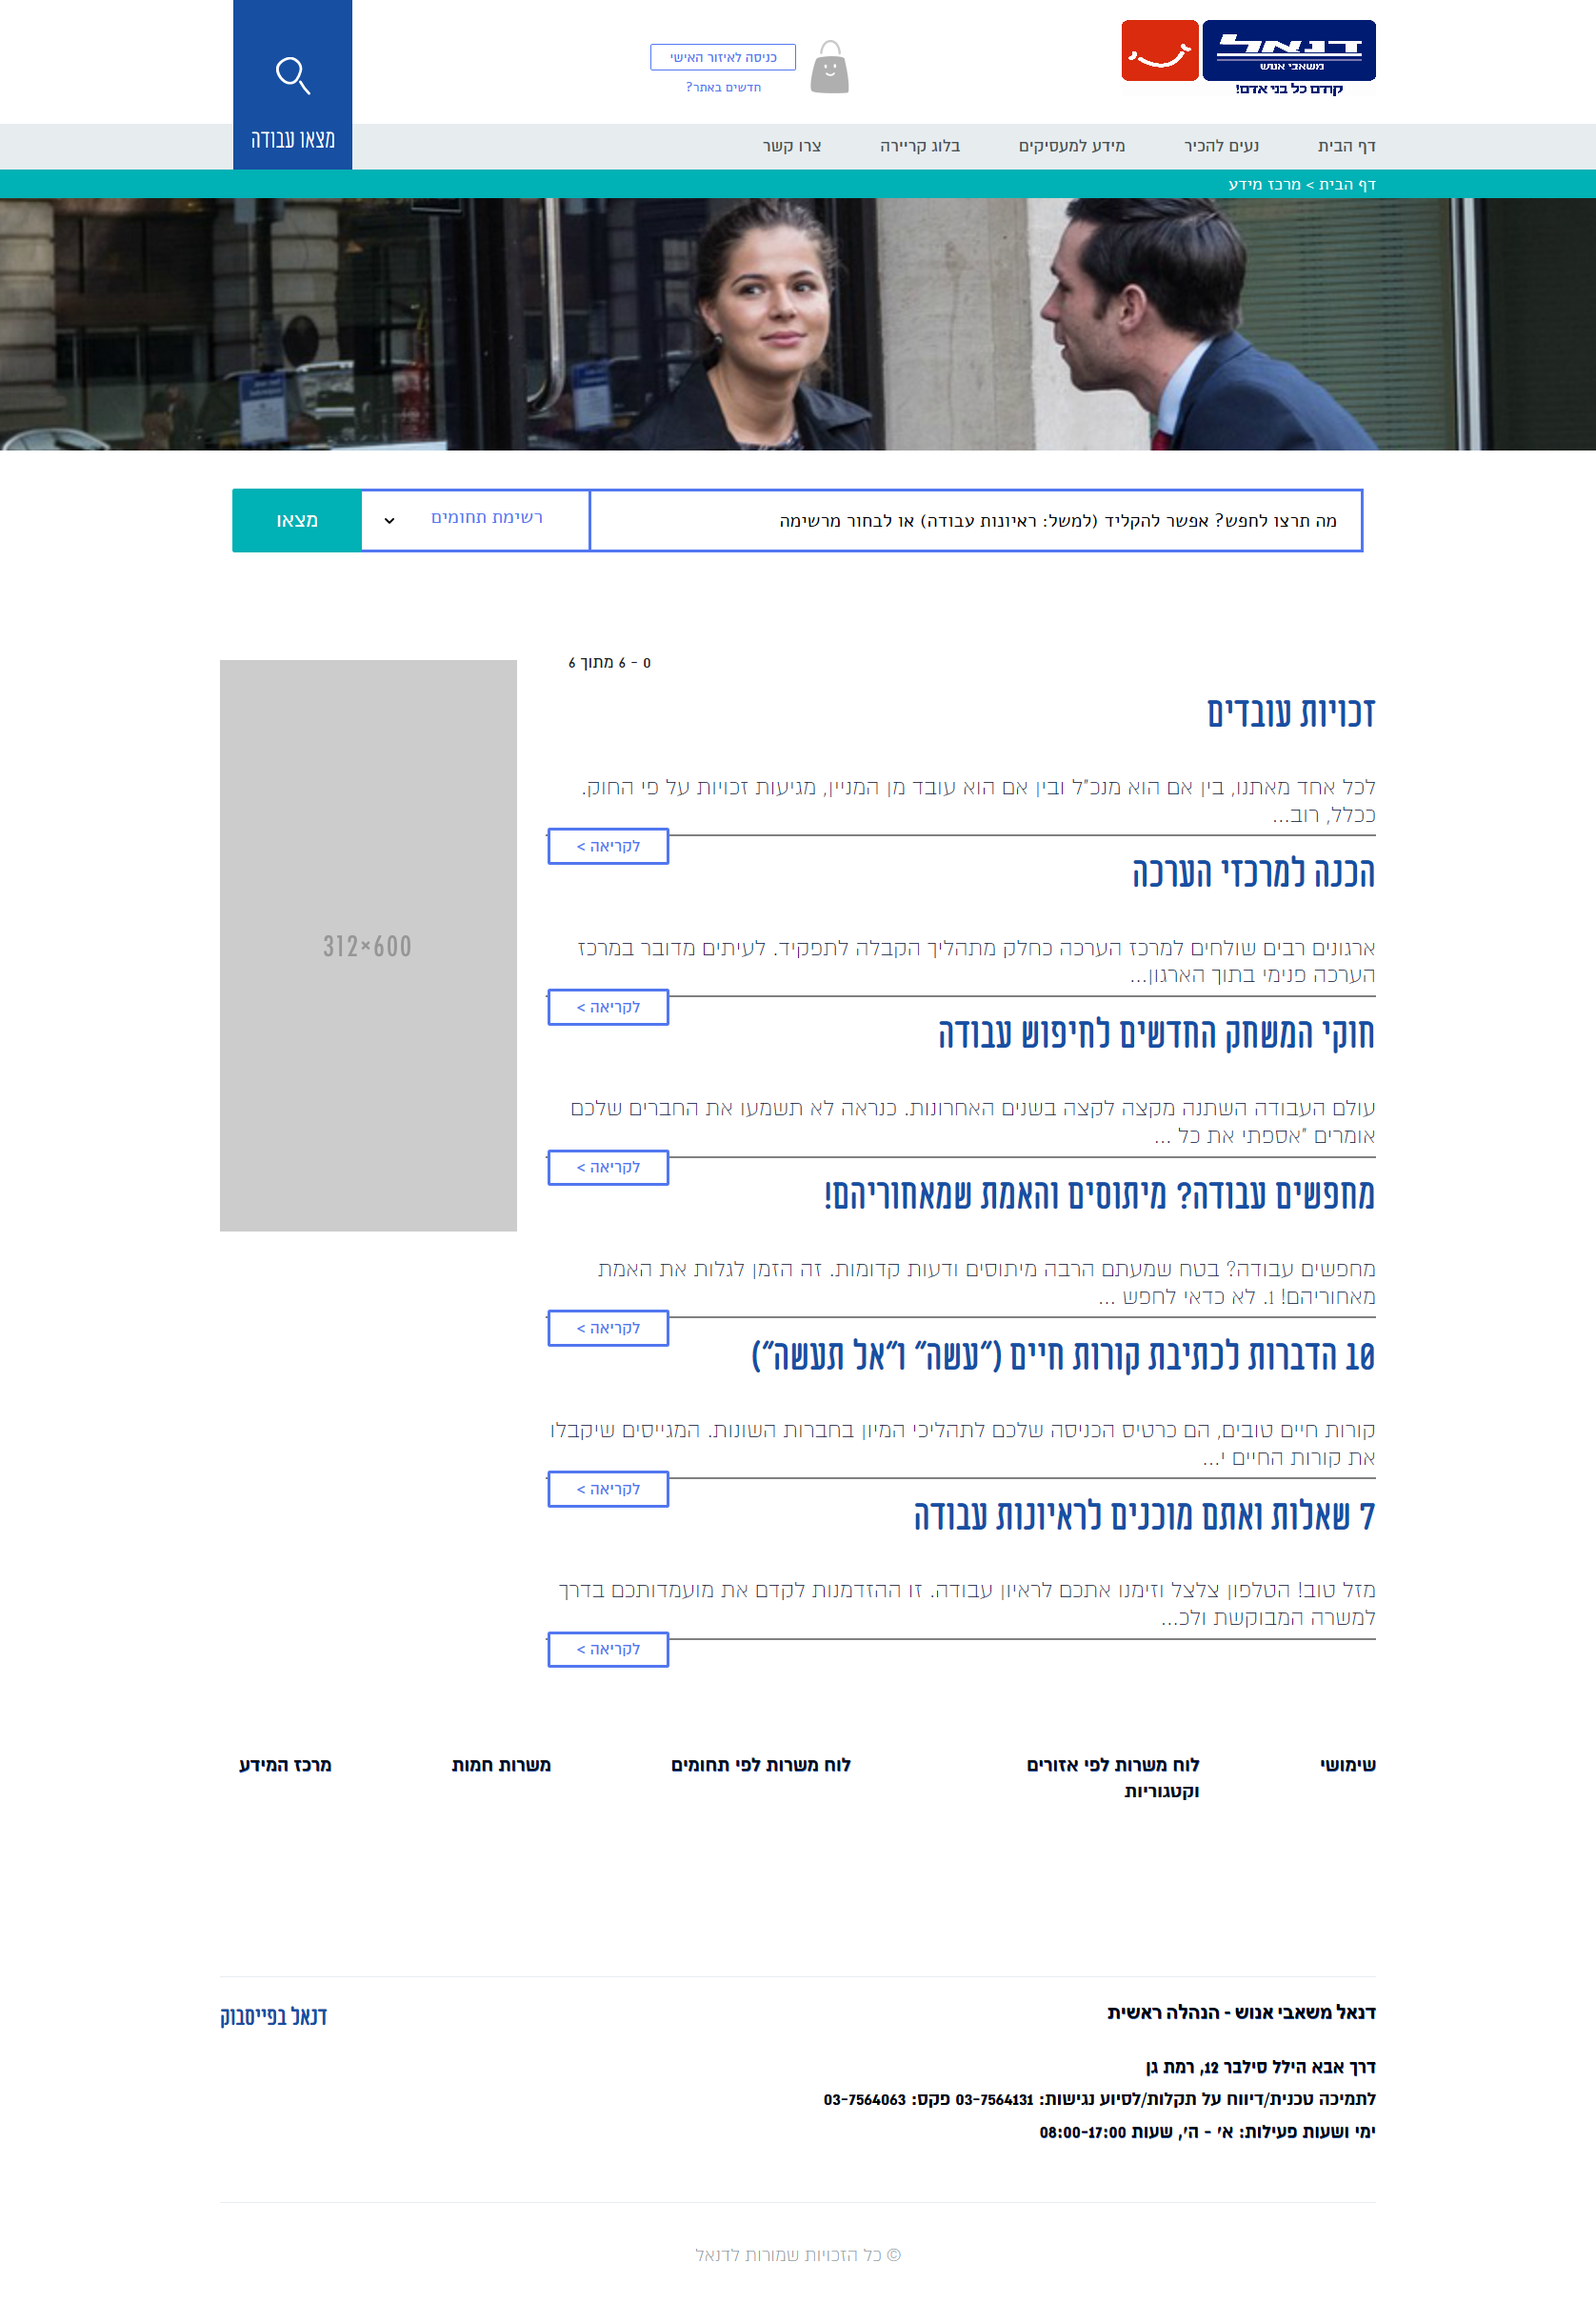 דנאל
משאבי אנוש
קודם כל בני אדם!
כניסה לאיזור האישי
חדשים באתר?
מצאו עבודה
דף הבית
נעים להכיר
מידע למעסיקים
בלוג קריירה
צרו קשר
דף הבית > מרכז מידע
מה תרצו לחפש? אפשר להקליד (למשל: ראיונות עבודה) או לבחור מרשימה
רשימת תחומים
מצאו
0 - 6 מתוך 6
312×600
זכויות עובדים
לכל אחד מאתנו, בין אם הוא מנכ"ל ובין אם הוא עובד מן המניין, מגיעות זכויות על פי החוק.
ככלל, רוב...
לקריאה >
הכנה למרכזי הערכה
ארגונים רבים שולחים למרכז הערכה כחלק מתהליך הקבלה לתפקיד. לעיתים מדובר במרכז
הערכה פנימי בתוך הארגון...
לקריאה >
חוקי המשחק החדשים לחיפוש עבודה
עולם העבודה השתנה מקצה לקצה בשנים האחרונות. כנראה לא תשמעו את החברים שלכם
אומרים "אספתי את כל ...
לקריאה >
מחפשים עבודה? מיתוסים והאמת שמאחוריהם!
מחפשים עבודה? בטח שמעתם הרבה מיתוסים ודעות קדומות. זה הזמן לגלות את האמת
מאחוריהם! 1. לא כדאי לחפש ...
לקריאה >
10 הדברות לכתיבת קורות חיים ("עשה" ו"אל תעשה")
קורות חיים טובים, הם כרטיס הכניסה שלכם לתהליכי המיון בחברות השונות. המגייסים שיקבלו
את קורות החיים י...
לקריאה >
7 שאלות ואתם מוכנים לראיונות עבודה
מזל טוב! הטלפון צלצל וזימנו אתכם לראיון עבודה. זו ההזדמנות לקדם את מועמדותכם בדרך
למשרה המבוקשת ולכ...
לקריאה >
שימושי
לוח משרות לפי אזורים
וקטגוריות
לוח משרות לפי תחומים
משרות חמות
מרכז המידע
דנאל משאבי אנוש - הנהלה ראשית
דרך אבא הילל סילבר 12, רמת גן
לתמיכה טכנית/דיווח על תקלות/לסיוע נגישות: 03-7564131 פקס: 03-7564063
ימי ושעות פעילות: א' - ה', שעות 08:00-17:00
דנאל בפייסבוק
© כל הזכויות שמורות לדנאל